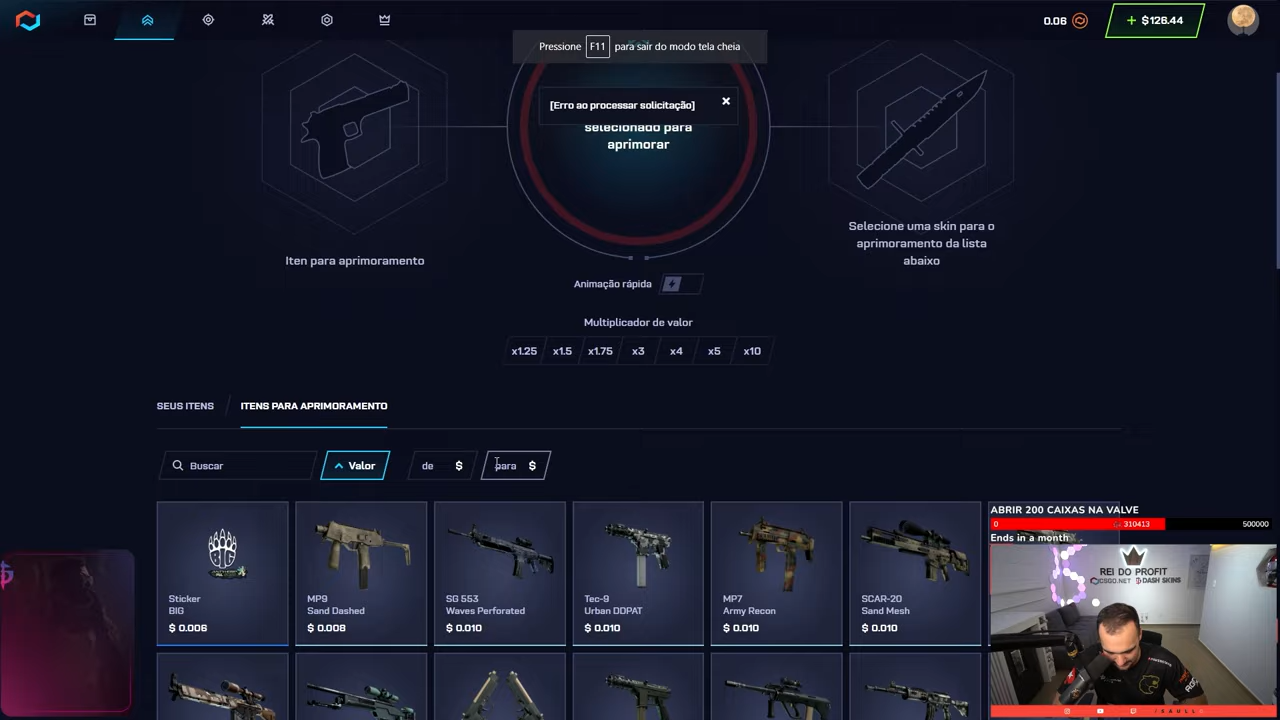 0.06
+ $126.44
Pressione F11 para sair do modo tela cheia
[Erro ao processar solicitação]
selecionado para
aprimorar
Iten para aprimoramento
Selecione uma skin para o
aprimoramento da lista
abaixo
Animação rápida
Multiplicador de valor
x1.25 x1.5 x1.75 x3 x4 x5 x10
SEUS ITENS / ITENS PARA APRIMORAMENTO
Buscar
Valor
de $
para $
Sticker
BIG
$ 0.006
MP9
Sand Dashed
$ 0.008
SG 553
Waves Perforated
$ 0.010
Tec-9
Urban DDPAT
$ 0.010
MP7
Army Recon
$ 0.010
SCAR-20
Sand Mesh
$ 0.010
ABRIR 200 CAIXAS NA VALVE
0 310413 500000
Ends in a month
REI DO PROFIT
CSGO.NET DASH SKINS